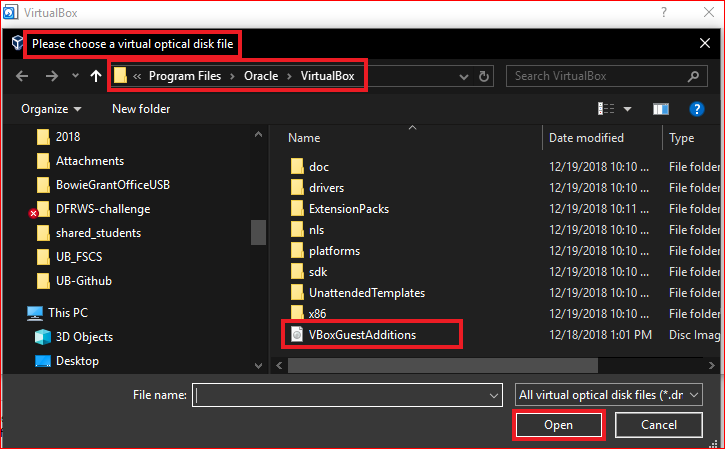 VirtualBox ? ×
Please choose a virtual optical disk file ×
« Program Files > Oracle > VirtualBox Search VirtualBox
Organize New folder ?
Name Date modified Type
2018
Attachments
BowieGrantOfficeUSB
DFRWS-challenge
shared_students
UB_FSCS
UB-Github
This PC
3D Objects
Desktop
doc 12/19/2018 10:10 ... File folder
drivers 12/19/2018 10:10 ... File folder
ExtensionPacks 12/19/2018 10:11 ... File folder
nls 12/19/2018 10:10 ... File folder
platforms 12/19/2018 10:10 ... File folder
sdk 12/19/2018 10:10 ... File folder
UnattendedTemplates 12/19/2018 10:10 ... File folder
x86 12/19/2018 10:10 ... File folder
VBoxGuestAdditions 12/18/2018 1:01 PM Disc Imag
File name: All virtual optical disk files (*.dr
Open Cancel